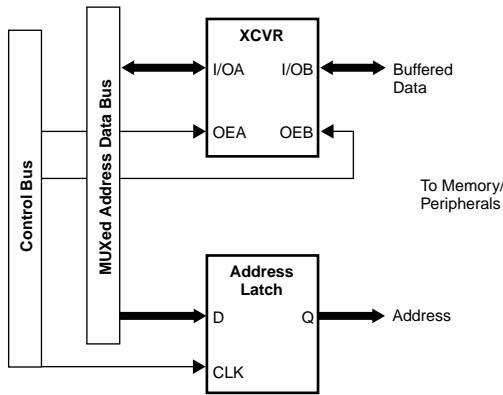 XCVR
I/OA
I/OB
Buffered
Data
OEA
OEB
Control Bus
MUXed Address Data Bus
To Memory/
Peripherals
Address
Latch
D
Q
Address
CLK